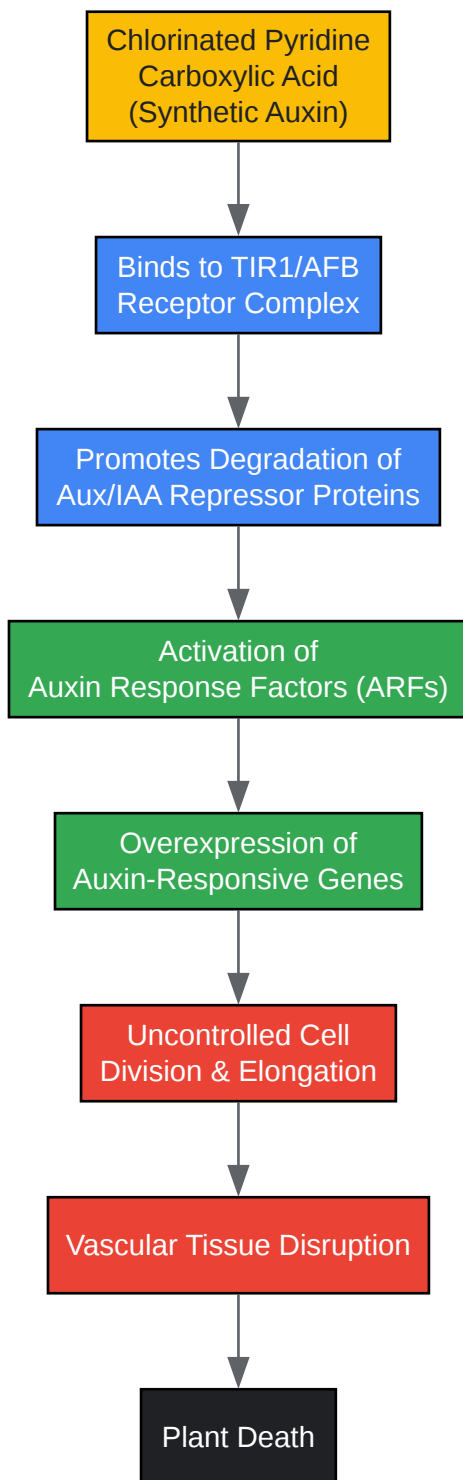 Chlorinated Pyridine
Carboxylic Acid
(Synthetic Auxin)
Binds to TIR1/AFB
Receptor Complex
Promotes Degradation of
Aux/IAA Repressor Proteins
Activation of
Auxin Response Factors (ARFs)
Overexpression of
Auxin-Responsive Genes
Uncontrolled Cell
Division & Elongation
Vascular Tissue Disruption
Plant Death